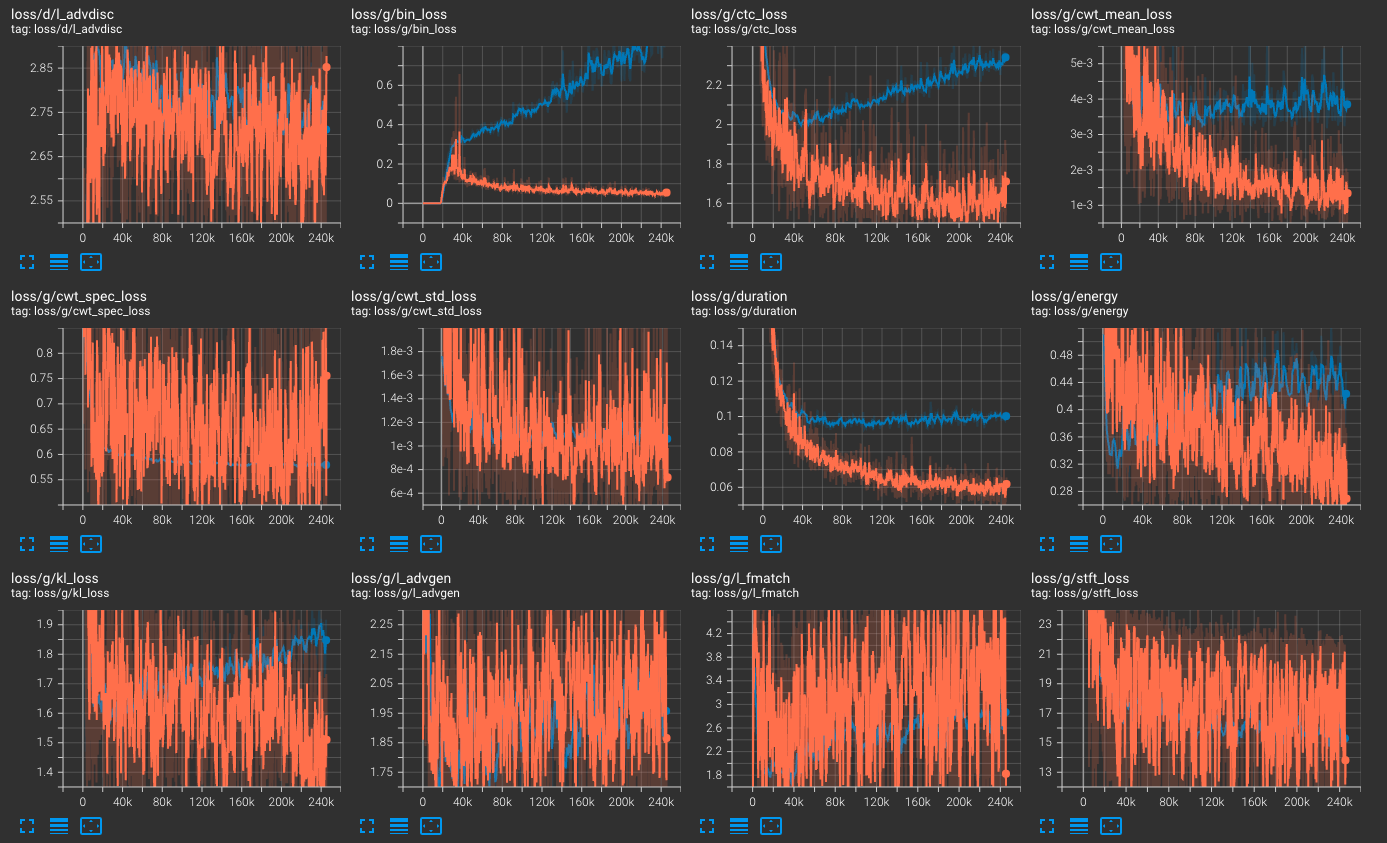 loss/d/l_advdisc
tag: loss/d/l_advdisc
2.85
2.75
2.65
2.55
0 40k 80k 120k 160k 200k 240k
loss/g/bin_loss
tag: loss/g/bin_loss
0.6
0.4
0.2
0
0 40k 80k 120k 160k 200k 240k
loss/g/ctc_loss
tag: loss/g/ctc_loss
2.2
2
1.8
1.6
0 40k 80k 120k 160k 200k 240k
loss/g/cwt_mean_loss
tag: loss/g/cwt_mean_loss
5e-3
4e-3
3e-3
2e-3
1e-3
0 40k 80k 120k 160k 200k 240k
loss/g/cwt_spec_loss
tag: loss/g/cwt_spec_loss
0.8
0.75
0.7
0.65
0.6
0.55
0 40k 80k 120k 160k 200k 240k
loss/g/cwt_std_loss
tag: loss/g/cwt_std_loss
1.8e-3
1.6e-3
1.4e-3
1.2e-3
1e-3
8e-4
6e-4
0 40k 80k 120k 160k 200k 240k
loss/g/duration
tag: loss/g/duration
0.14
0.12
0.1
0.08
0.06
0 40k 80k 120k 160k 200k 240k
loss/g/energy
tag: loss/g/energy
0.48
0.44
0.4
0.36
0.32
0.28
0 40k 80k 120k 160k 200k 240k
loss/g/kl_loss
tag: loss/g/kl_loss
1.9
1.8
1.7
1.6
1.5
1.4
0 40k 80k 120k 160k 200k 240k
loss/g/l_advgen
tag: loss/g/l_advgen
2.25
2.15
2.05
1.95
1.85
1.75
0 40k 80k 120k 160k 200k 240k
loss/g/l_fmatch
tag: loss/g/l_fmatch
4.2
3.8
3.4
3
2.6
2.2
1.8
0 40k 80k 120k 160k 200k 240k
loss/g/stft_loss
tag: loss/g/stft_loss
23
21
19
17
15
13
0 40k 80k 120k 160k 200k 240k